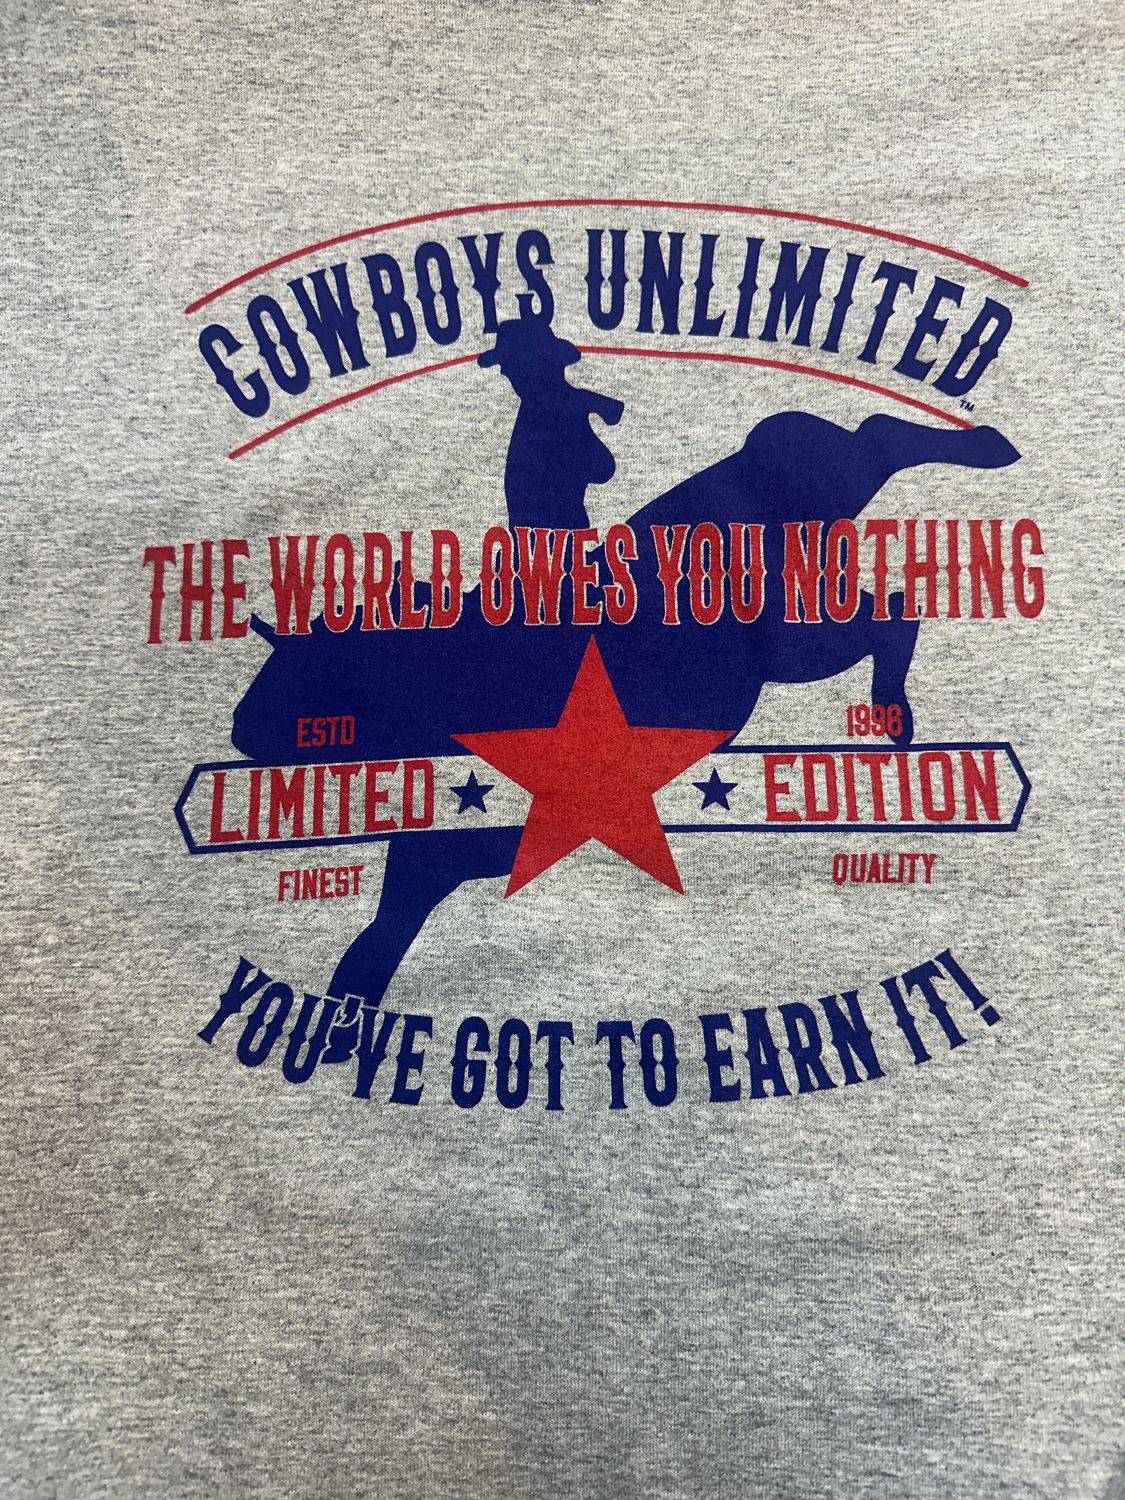 COWBOYS UNLIMITED
™
THE WORLD OWES YOU NOTHING
ESTD 1996
LIMITED EDITION
FINEST QUALITY
YOU'VE GOT TO EARN IT!